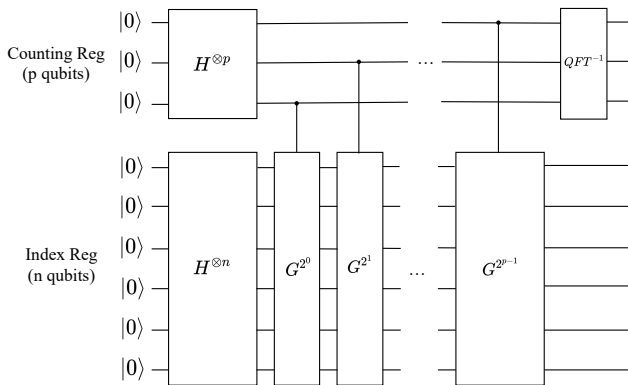 |0⟩
Counting Reg
(p qubits)
|0⟩
|0⟩
H^{⊗p}
...
QFT^{-1}
|0⟩
|0⟩
|0⟩
Index Reg
(n qubits)
|0⟩
|0⟩
|0⟩
H^{⊗n}
G^{2^0}
G^{2^1}
...
G^{2^{p-1}}